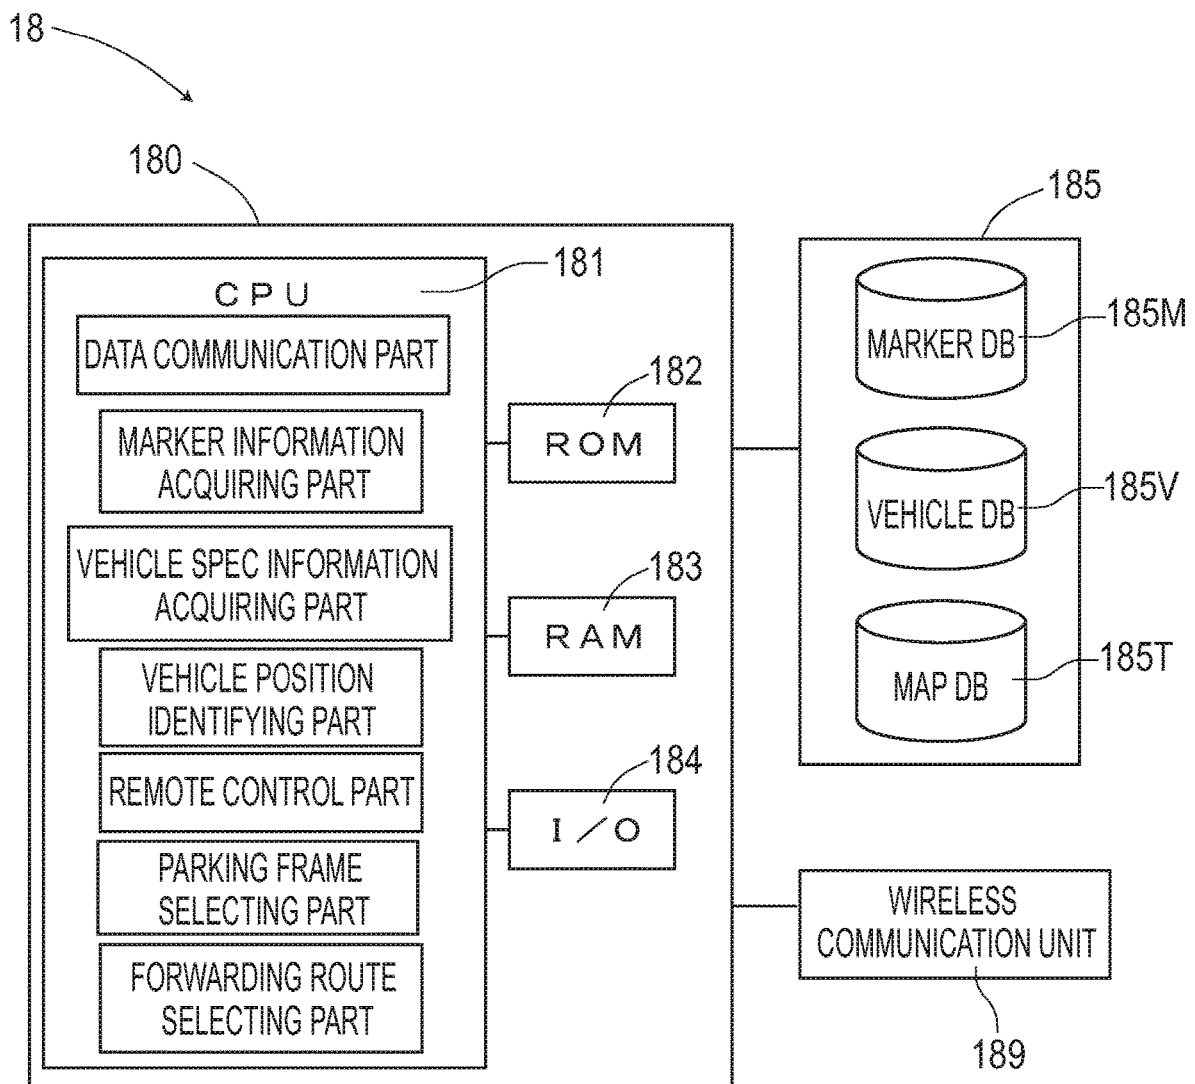 18
180
185
181
CPU
DATA COMMUNICATION PART
MARKER INFORMATION
ACQUIRING PART
VEHICLE SPEC INFORMATION
ACQUIRING PART
VEHICLE POSITION
IDENTIFYING PART
REMOTE CONTROL PART
PARKING FRAME
SELECTING PART
FORWARDING ROUTE
SELECTING PART
182
ROM
183
RAM
184
I/O
MARKER DB
185M
VEHICLE DB
185V
MAP DB
185T
WIRELESS
COMMUNICATION UNIT
189